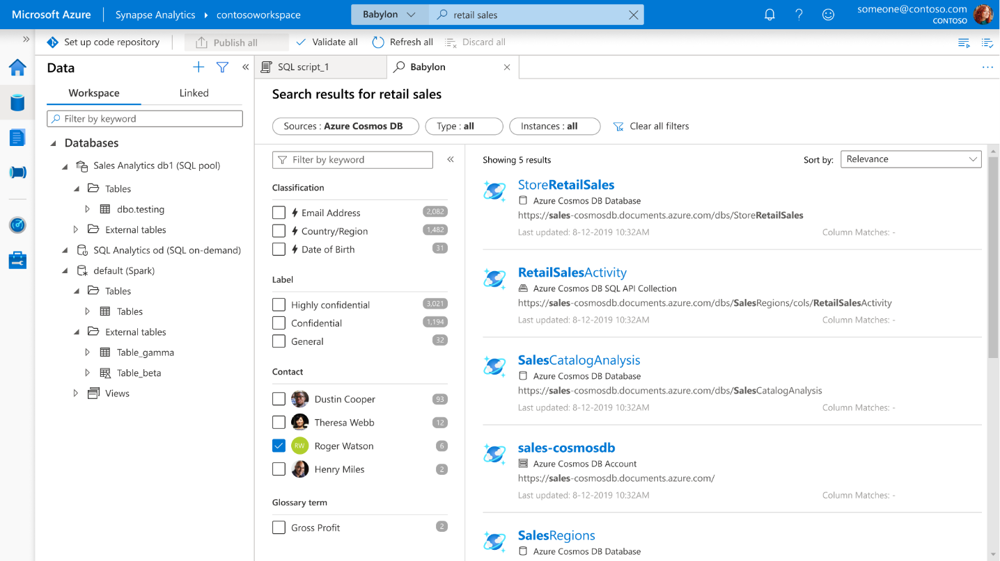 Microsoft Azure
Synapse Analytics
contosoworkspace
Babylon
retail sales
someone@contoso.com
CONTOSO
Set up code repository
Publish all
Validate all
Refresh all
Discard all
Data
Workspace
Linked
Filter by keyword
Databases
Sales Analytics db1 (SQL pool)
Tables
dbo.testing
External tables
SQL Analytics od (SQL on-demand)
default (Spark)
Tables
Tables
External tables
Table_gamma
Table_beta
Views
SQL script_1
Babylon
Search results for retail sales
Sources : Azure Cosmos DB
Type : all
Instances : all
Clear all filters
Filter by keyword
Classification
Email Address 2,082
Country/Region 1,482
Date of Birth 31
Label
Highly confidential 3,021
Confidential 1,194
General 32
Contact
Dustin Cooper 93
Theresa Webb 12
RW Roger Watson 6
Henry Miles 2
Glossary term
Gross Profit 2
Showing 5 results
Sort by: Relevance
StoreRetailSales
Azure Cosmos DB Database
https://sales-cosmosdb.documents.azure.com/dbs/StoreRetailSales
Last updated: 8-12-2019 10:32AM Column Matches: -
RetailSalesActivity
Azure Cosmos DB SQL API Collection
https://sales-cosmosdb.documents.azure.com/dbs/SalesRegions/cols/RetailSalesActivity
Last updated: 8-12-2019 10:32AM Column Matches: -
SalesCatalogAnalysis
Azure Cosmos DB Database
https://sales-cosmosdb.documents.azure.com/dbs/SalesCatalogAnalysis
Last updated: 8-12-2019 10:32AM Column Matches: -
sales-cosmosdb
Azure Cosmos DB Account
https://sales-cosmosdb.documents.azure.com/
Last updated: 8-12-2019 10:32AM Column Matches: -
SalesRegions
Azure Cosmos DB Database